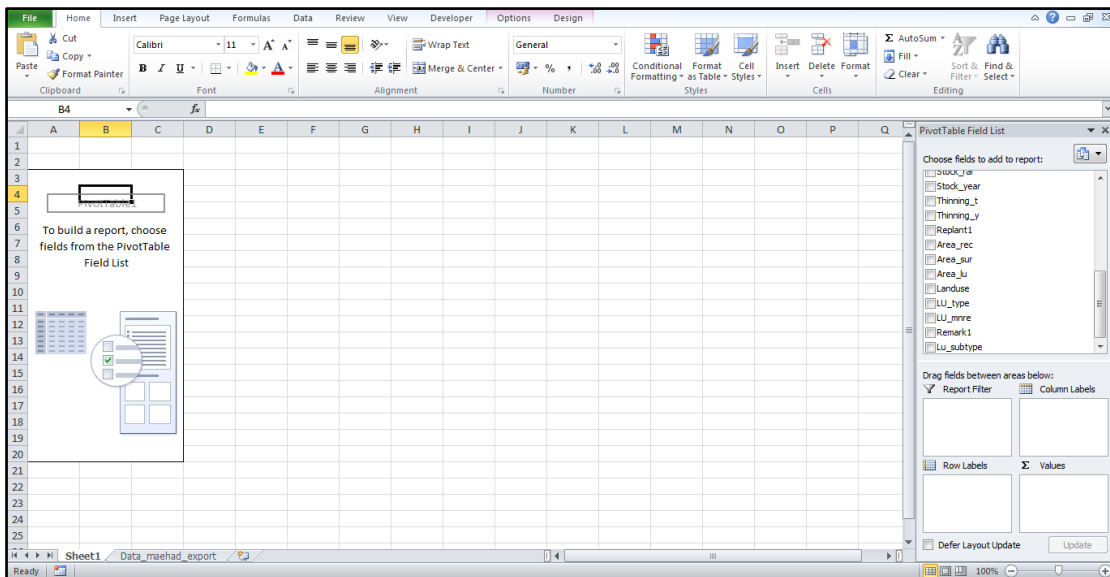 File Home Insert Page Layout Formulas Data Review View Developer Options Design
Cut
Copy
Format Painter
Paste
Clipboard
Calibri 11 A A
B I U A
Font
Wrap Text
Merge & Center
Alignment
General
% ,
Number
Conditional Formatting
Format as Table
Cell Styles
Styles
Insert Delete Format
Cells
Σ AutoSum
Fill
Clear
Sort & Filter
Find & Select
Editing
B4 fx
A B C D E F G H I J K L M N O P Q
1
2
3
4
5
6
7
8
9
10
11
12
13
14
15
16
17
18
19
20
21
22
23
24
25
PivotTable1
To build a report, choose
fields from the PivotTable
Field List
PivotTable Field List
Choose fields to add to report:
Stock_year
Thinning_t
Thinning_y
Replant1
Area_rec
Area_sur
Area_lu
Landuse
LU_type
LU_mnre
Remark1
Lu_subtype
Drag fields between areas below:
Report Filter Column Labels
Row Labels Σ Values
Defer Layout Update Update
Sheet1 Data_maehad_export
Ready 100%